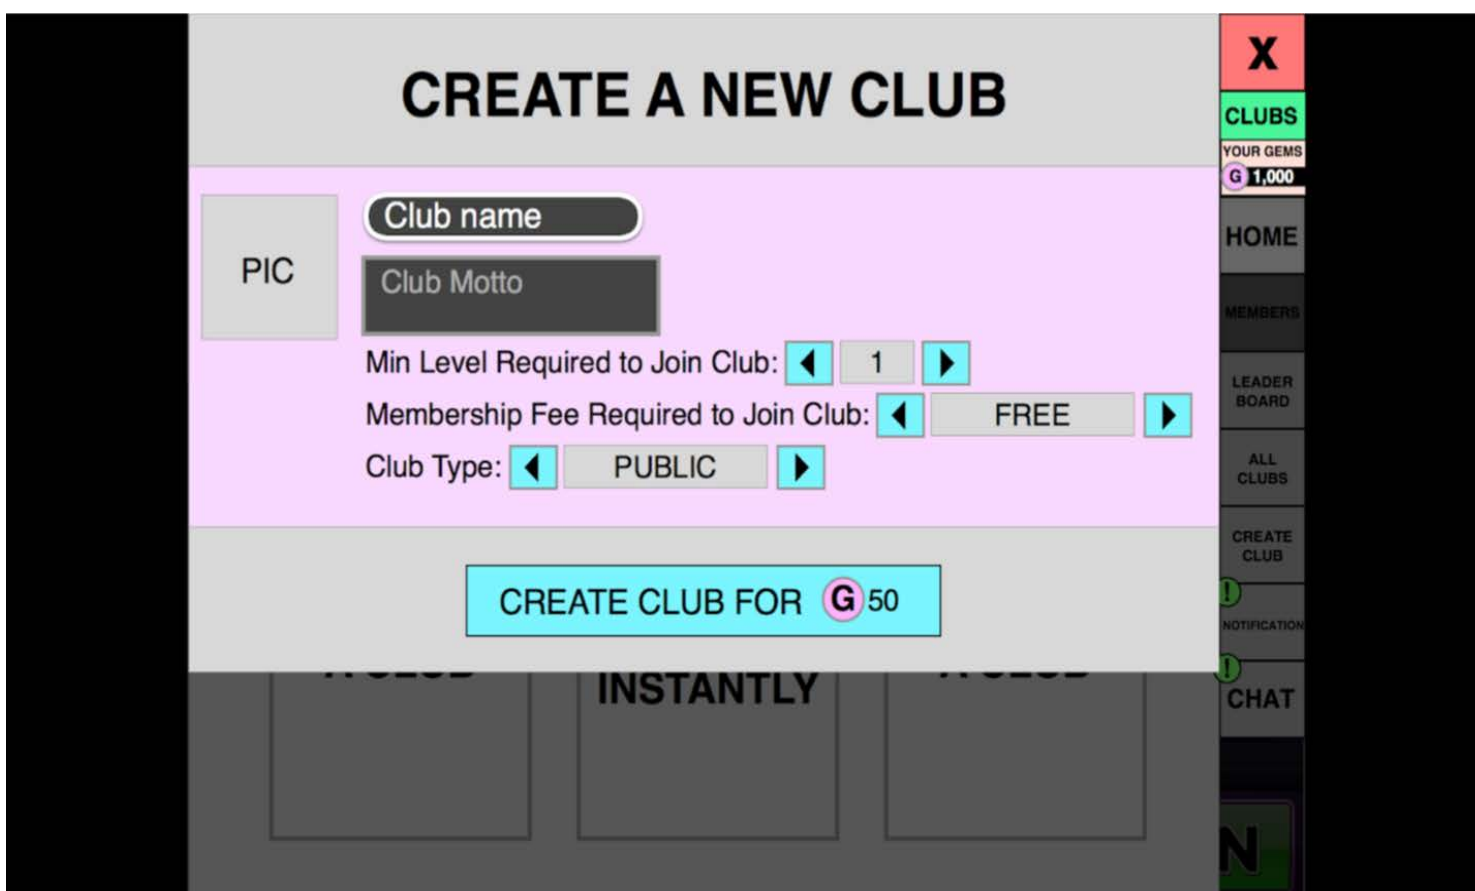 CREATE A NEW CLUB
PIC
Club name
Club Motto
Min Level Required to Join Club: 1
Membership Fee Required to Join Club: FREE
Club Type: PUBLIC
CREATE CLUB FOR G 50
A CLUB
INSTANTLY
A CLUB
X
CLUBS
YOUR GEMS
G 1,000
HOME
MEMBERS
LEADER
BOARD
ALL
CLUBS
CREATE
CLUB
!
NOTIFICATION
!
CHAT
N